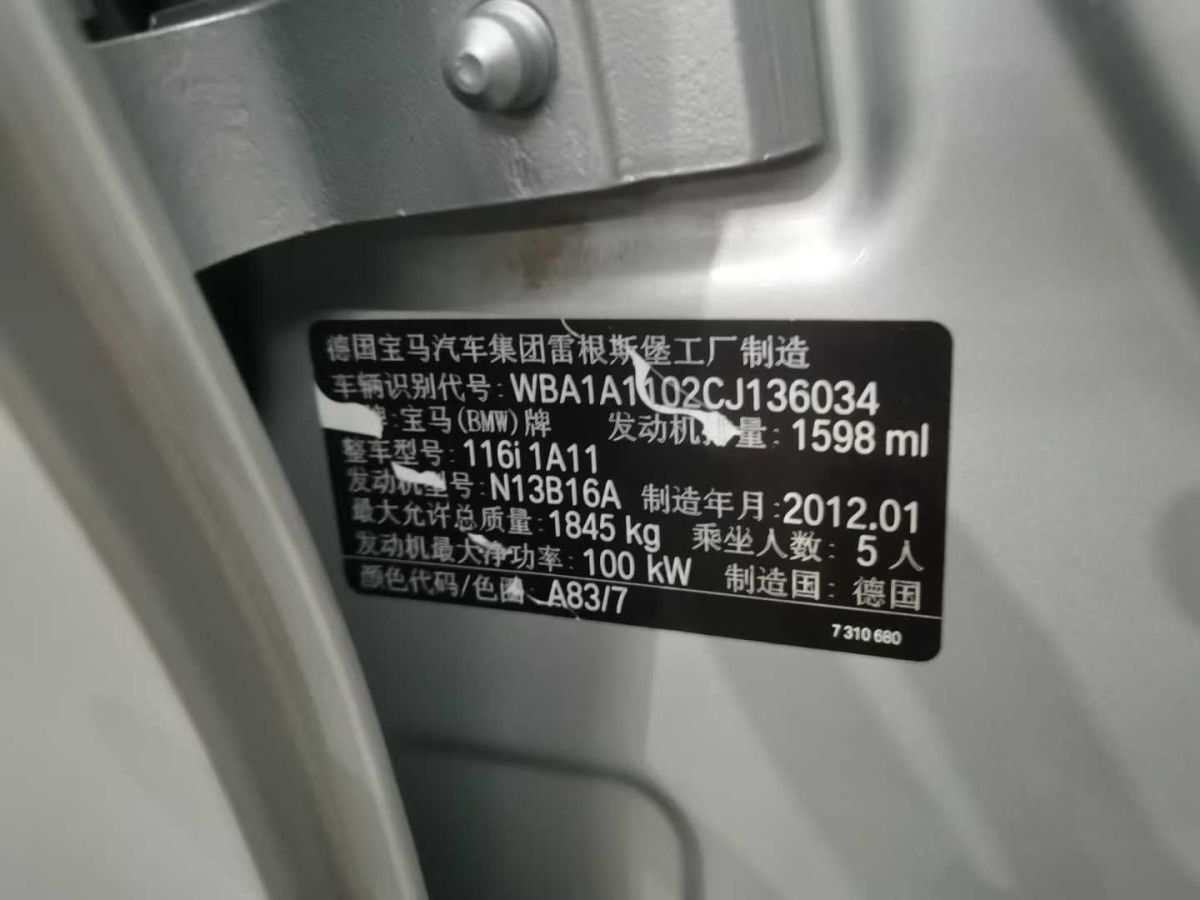 德国宝马汽车集团雷根斯堡工厂制造
车辆识别代号: WBA1A1102CJ136034
牌: 宝马(BMW)牌 发动机排量: 1598 ml
整车型号: 116i 1A11
发动机型号: N13B16A 制造年月: 2012.01
最大允许总质量: 1845 kg 乘坐人数: 5 人
发动机最大净功率: 100 kW 制造国: 德国
颜色代码/色图: A83/7
7 310 660